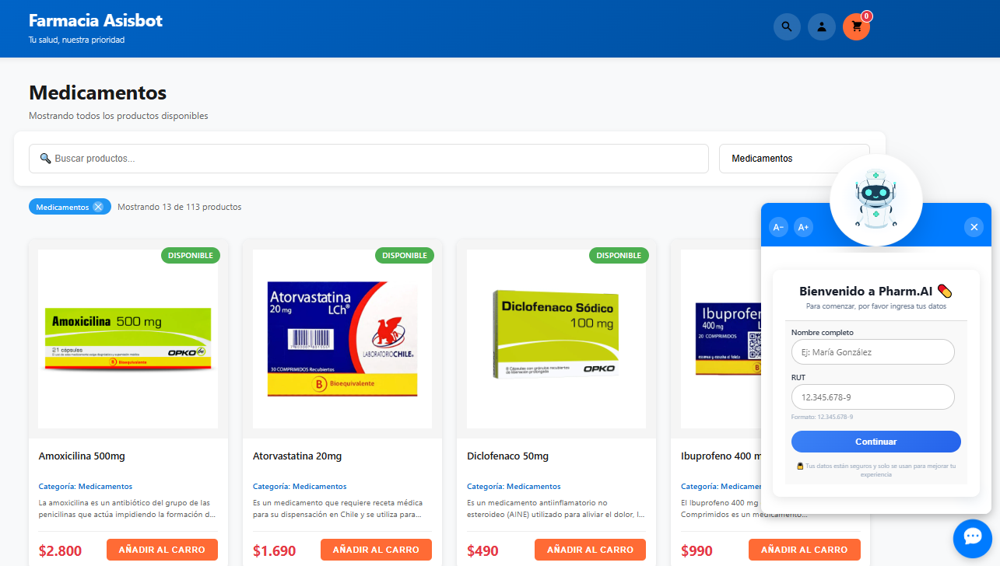 Farmacia Asisbot
Tu salud, nuestra prioridad
0
Medicamentos
Mostrando todos los productos disponibles
Buscar productos...
Medicamentos
Medicamentos
Mostrando 13 de 113 productos
A-
A+
Bienvenido a Pharm.AI
Para comenzar, por favor ingresa tus datos
Nombre completo
Ej: María González
RUT
12.345.678-9
Formato: 12.345.678-9
Continuar
Tus datos están seguros y solo se usan para mejorar tu
experiencia
DISPONIBLE
Amoxicilina 500 mg
21 cápsulas
OPKO
B Bioequivalente
Amoxicilina 500mg
Categoría: Medicamentos
La amoxicilina es un antibiótico del grupo de las
penicilinas que actúa impidiendo la formación d...
$2.800
AÑADIR AL CARRO
DISPONIBLE
Atorvastatina
20 mg LCh®
LABORATORIO CHILE®
30 COMPRIMIDOS Recubiertos
B Bioequivalente
Atorvastatina 20mg
Categoría: Medicamentos
Es un medicamento que requiere receta médica
para su dispensación en Chile y se utiliza para...
$1.690
AÑADIR AL CARRO
DISPONIBLE
Diclofenaco Sódico
100 mg
OPKO
Diclofenaco 50mg
Categoría: Medicamentos
Es un medicamento antiinflamatorio no
esteroideo (AINE) utilizado para aliviar el dolor, l...
$490
AÑADIR AL CARRO
Ibuprofen
400 mg
20 COMPRIMIDOS
B
Ibuprofeno 400 m
Categoría: Medicamen
El Ibuprofeno 400 mg
Comprimidos es un medicamento...
$990
AÑADIR AL CARRO